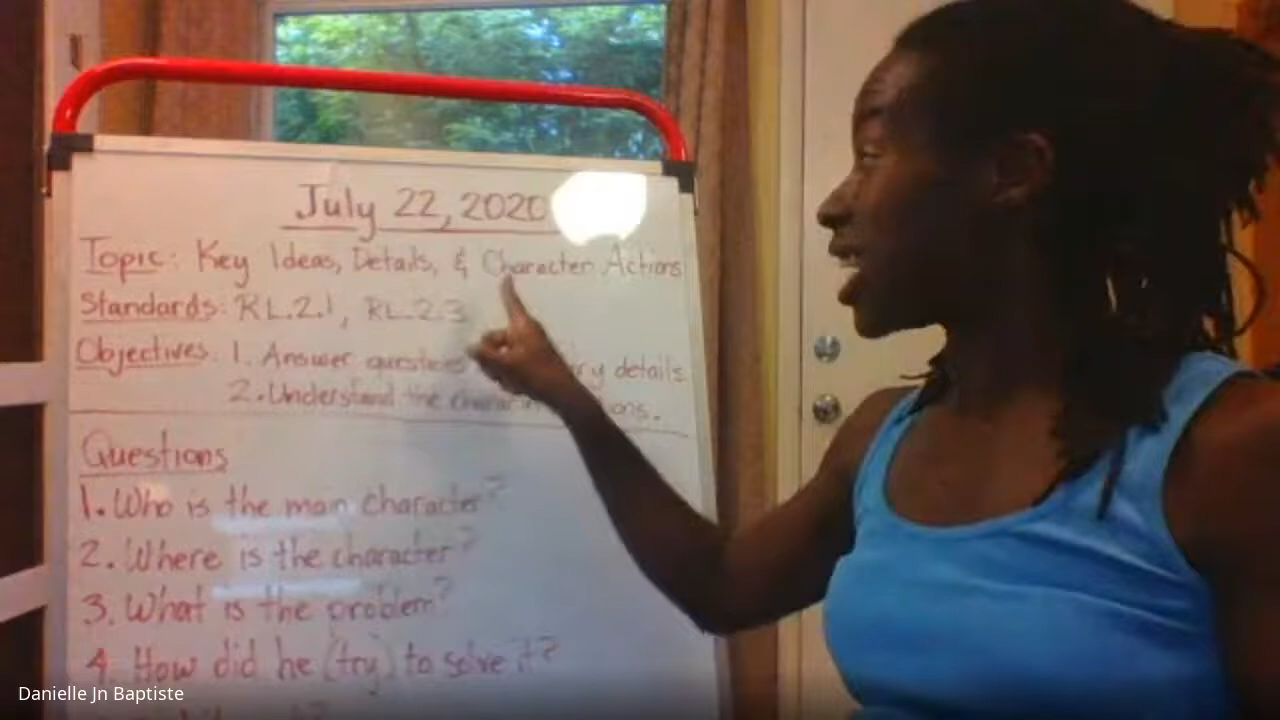 July 22, 2020
Topic: Key Ideas, Details, & Character Actions
Standards: RL.2.1, RL.2.3
Objectives: 1. Answer details
2. Understand the
Questions
1. Who is the main character?
2. Where is the character?
3. What is the problem?
4. How did he (try) to solve it?
Danielle Jn Baptiste